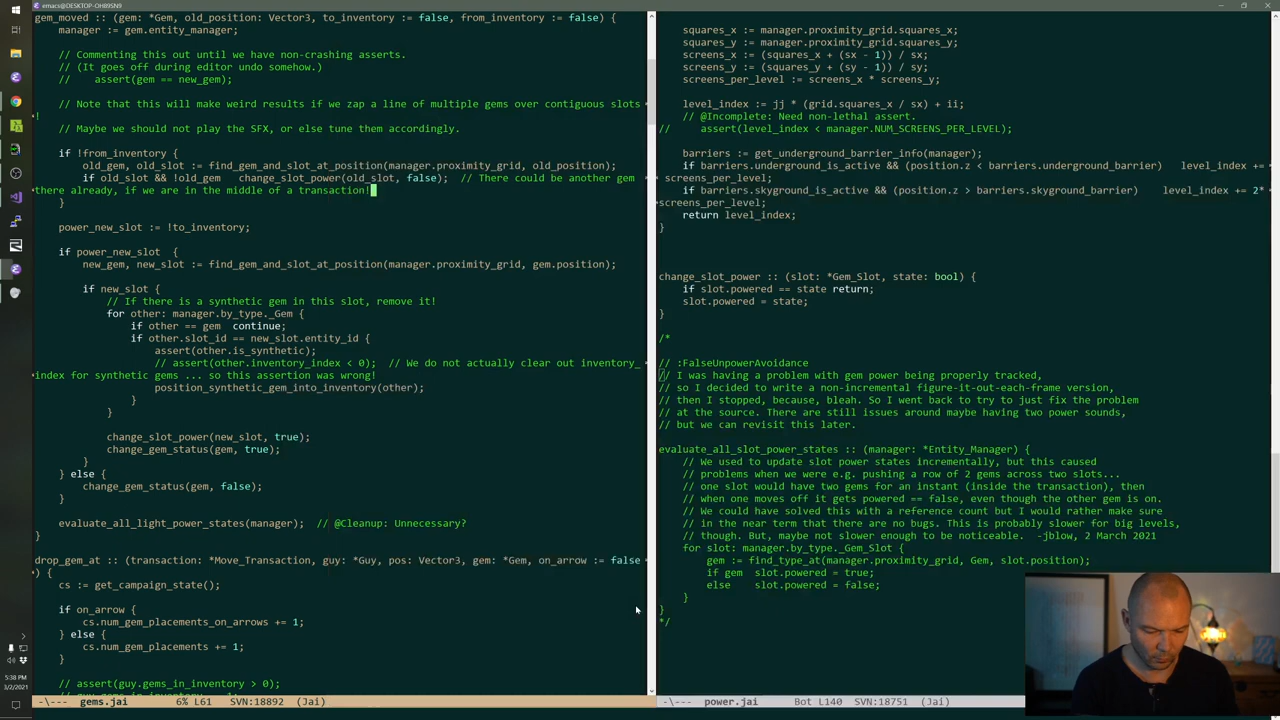 emacs@DESKTOP-OH89SN9
gem_moved :: (gem: *Gem, old_position: Vector3, to_inventory := false, from_inventory := false) {
manager := gem.entity_manager;
// Commenting this out until we have non-crashing asserts.
// (It goes off during editor undo somehow.)
//    assert(gem == new_gem);
// Note that this will make weird results if we zap a line of multiple gems over contiguous slots
!
// Maybe we should not play the SFX, or else tune them accordingly.
if !from_inventory {
old_gem, old_slot := find_gem_and_slot_at_position(manager.proximity_grid, old_position);
if old_slot && !old_gem   change_slot_power(old_slot, false);  // There could be another gem
there already, if we are in the middle of a transaction!
}
power_new_slot := !to_inventory;
if power_new_slot  {
new_gem, new_slot := find_gem_and_slot_at_position(manager.proximity_grid, gem.position);
if new_slot {
// If there is a synthetic gem in this slot, remove it!
for other: manager.by_type._Gem {
if other == gem  continue;
if other.slot_id == new_slot.entity_id {
assert(other.is_synthetic);
// assert(other.inventory_index < 0);  // We do not actually clear out inventory_
index for synthetic gems ... so this assertion was wrong!
position_synthetic_gem_into_inventory(other);
}
}
change_slot_power(new_slot, true);
change_gem_status(gem, true);
}
} else {
change_gem_status(gem, false);
}
evaluate_all_light_power_states(manager);  // @Cleanup: Unnecessary?
}
drop_gem_at :: (transaction: *Move_Transaction, guy: *Guy, pos: Vector3, gem: *Gem, on_arrow := false
) {
cs := get_campaign_state();
if on_arrow {
cs.num_gem_placements_on_arrows += 1;
} else {
cs.num_gem_placements += 1;
}
// assert(guy.gems_in_inventory > 0);
-\---  gems.jai        6% L61    SVN:18892  (Jai)
squares_x := manager.proximity_grid.squares_x;
squares_y := manager.proximity_grid.squares_y;
screens_x := (squares_x + (sx - 1)) / sx;
screens_y := (squares_y + (sy - 1)) / sy;
screens_per_level := screens_x * screens_y;
level_index := jj * (grid.squares_x / sx) + ii;
// @Incomplete: Need non-lethal assert.
//    assert(level_index < manager.NUM_SCREENS_PER_LEVEL);
barriers := get_underground_barrier_info(manager);
if barriers.underground_is_active && (position.z < barriers.underground_barrier)   level_index +=
screens_per_level;
if barriers.skyground_is_active && (position.z > barriers.skyground_barrier)    level_index += 2*
screens_per_level;
return level_index;
}
change_slot_power :: (slot: *Gem_Slot, state: bool) {
if slot.powered == state return;
slot.powered = state;
}
/*
// :FalseUnpowerAvoidance
// I was having a problem with gem power being properly tracked,
// so I decided to write a non-incremental figure-it-out-each-frame version,
// then I stopped, because, bleah. So I went back to try to just fix the problem
// at the source. There are still issues around maybe having two power sounds,
// but we can revisit this later.
evaluate_all_slot_power_states :: (manager: *Entity_Manager) {
// We used to update slot power states incrementally, but this caused
// problems when we were e.g. pushing a row of 2 gems across two slots...
// one slot would have two gems for an instant (inside the transaction), then
// when one moves off it gets powered == false, even though the other gem is on.
// We could have solved this with a reference count but I would rather make sure
// in the near term that there are no bugs. This is probably slower for big levels,
// though. But, maybe not slower enough to be noticeable.  -jblow, 2 March 2021
for slot: manager.by_type._Gem_Slot {
gem := find_type_at(manager.proximity_grid, Gem, slot.position);
if gem  slot.powered = true;
else    slot.powered = false;
}
}
*/
-\---  power.jai      Bot L140   SVN:18751  (Jai)
5:38 PM
3/2/2021